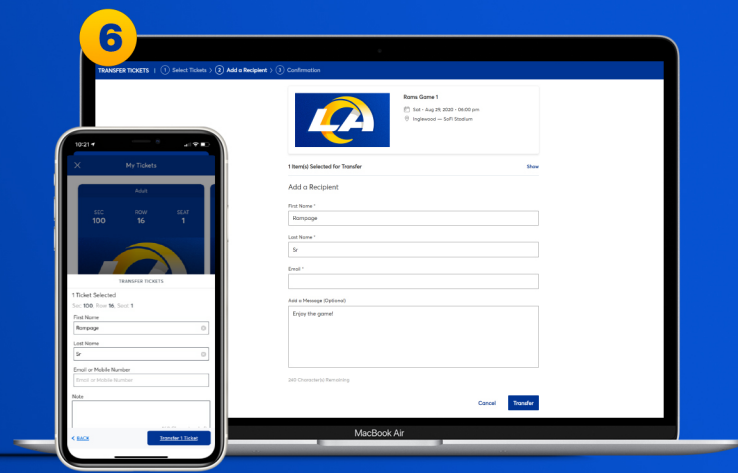 6
TRANSFER TICKETS | 1 Select Tickets > 2 Add a Recipient > 3 Confirmation
LA
Rams Game 1
Sat - Aug 29, 2020 - 05:00 pm
Inglewood — SoFi Stadium
1 Item(s) Selected for Transfer
Show
Add a Recipient
First Name *
Rampage
Last Name *
Sr
Email *
Add a Message (Optional)
Enjoy the game!
240 Character(s) Remaining
Cancel
Transfer
MacBook Air
10:21
My Tickets
Adult
SEC ROW SEAT
100 16 1
TRANSFER TICKETS
1 Ticket Selected
Sec 100, Row 16, Seat 1
First Name
Rampage
Last Name
Sr
Email or Mobile Number
Email or Mobile Number
Note
< BACK
Transfer 1 Ticket